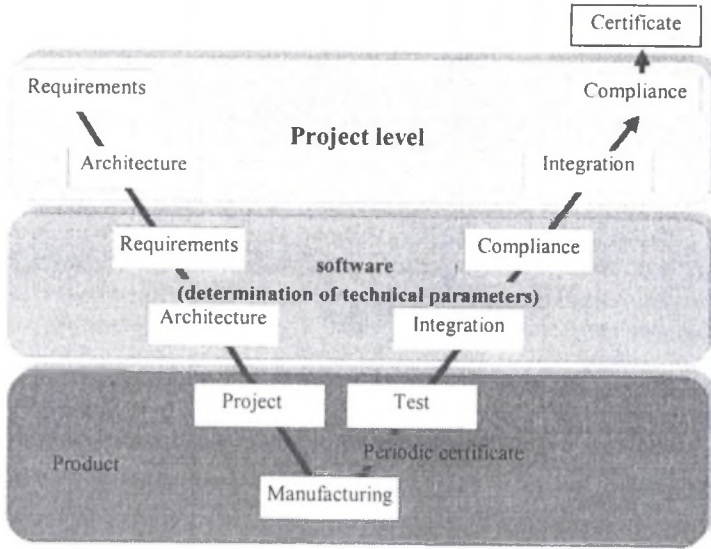 Certificate
Requirements
Compliance
Project level
Architecture
Integration
Requirements
Compliance
software
(determination of technical parameters)
Architecture
Integration
Project
Test
Periodic certificate
Product
Manufacturing